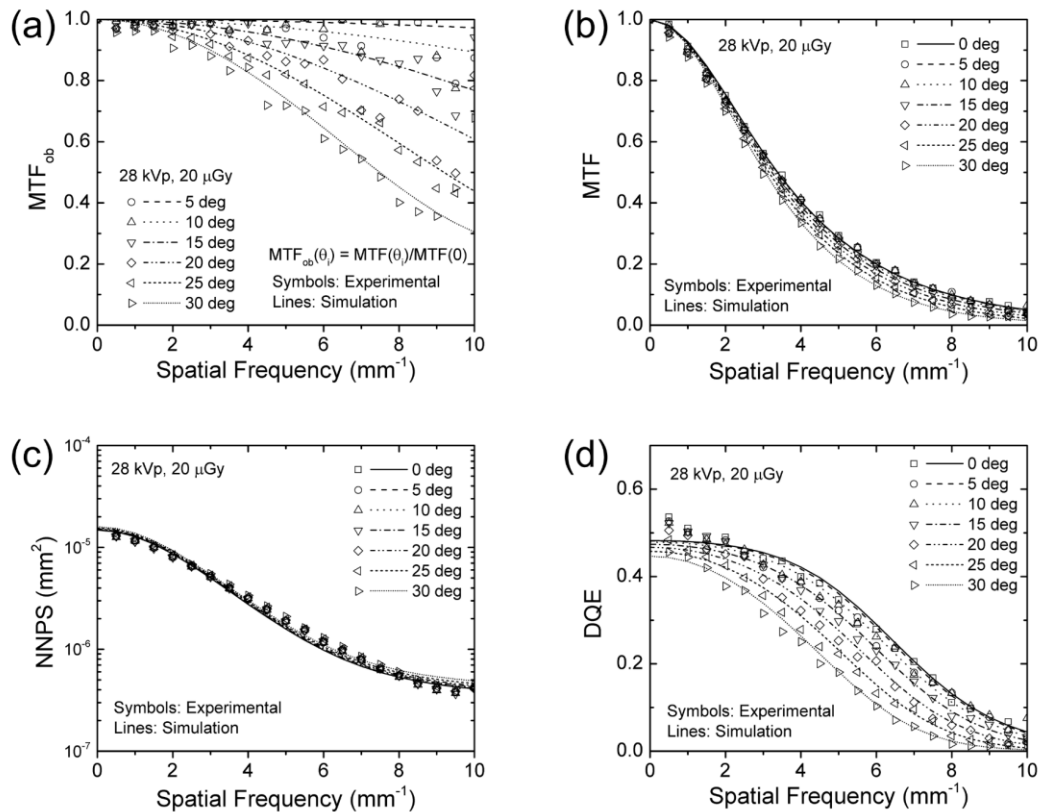 (a)
MTFob
1.0
0.8
0.6
0.4
0.2
0.0
28 kVp, 20 μGy
5 deg
10 deg
15 deg
20 deg
25 deg
30 deg
MTFob(θi) = MTF(θi)/MTF(0)
Symbols: Experimental
Lines: Simulation
0 2 4 6 8 10
Spatial Frequency (mm-1)
(b)
MTF
1.0
0.8
0.6
0.4
0.2
0.0
28 kVp, 20 μGy
0 deg
5 deg
10 deg
15 deg
20 deg
25 deg
30 deg
Symbols: Experimental
Lines: Simulation
0 2 4 6 8 10
Spatial Frequency (mm-1)
(c)
NNPS (mm2)
10-4
10-5
10-6
10-7
28 kVp, 20 μGy
0 deg
5 deg
10 deg
15 deg
20 deg
25 deg
30 deg
Symbols: Experimental
Lines: Simulation
0 2 4 6 8 10
Spatial Frequency (mm-1)
(d)
DQE
0.6
0.4
0.2
0.0
28 kVp, 20 μGy
0 deg
5 deg
10 deg
15 deg
20 deg
25 deg
30 deg
Symbols: Experimental
Lines: Simulation
0 2 4 6 8 10
Spatial Frequency (mm-1)